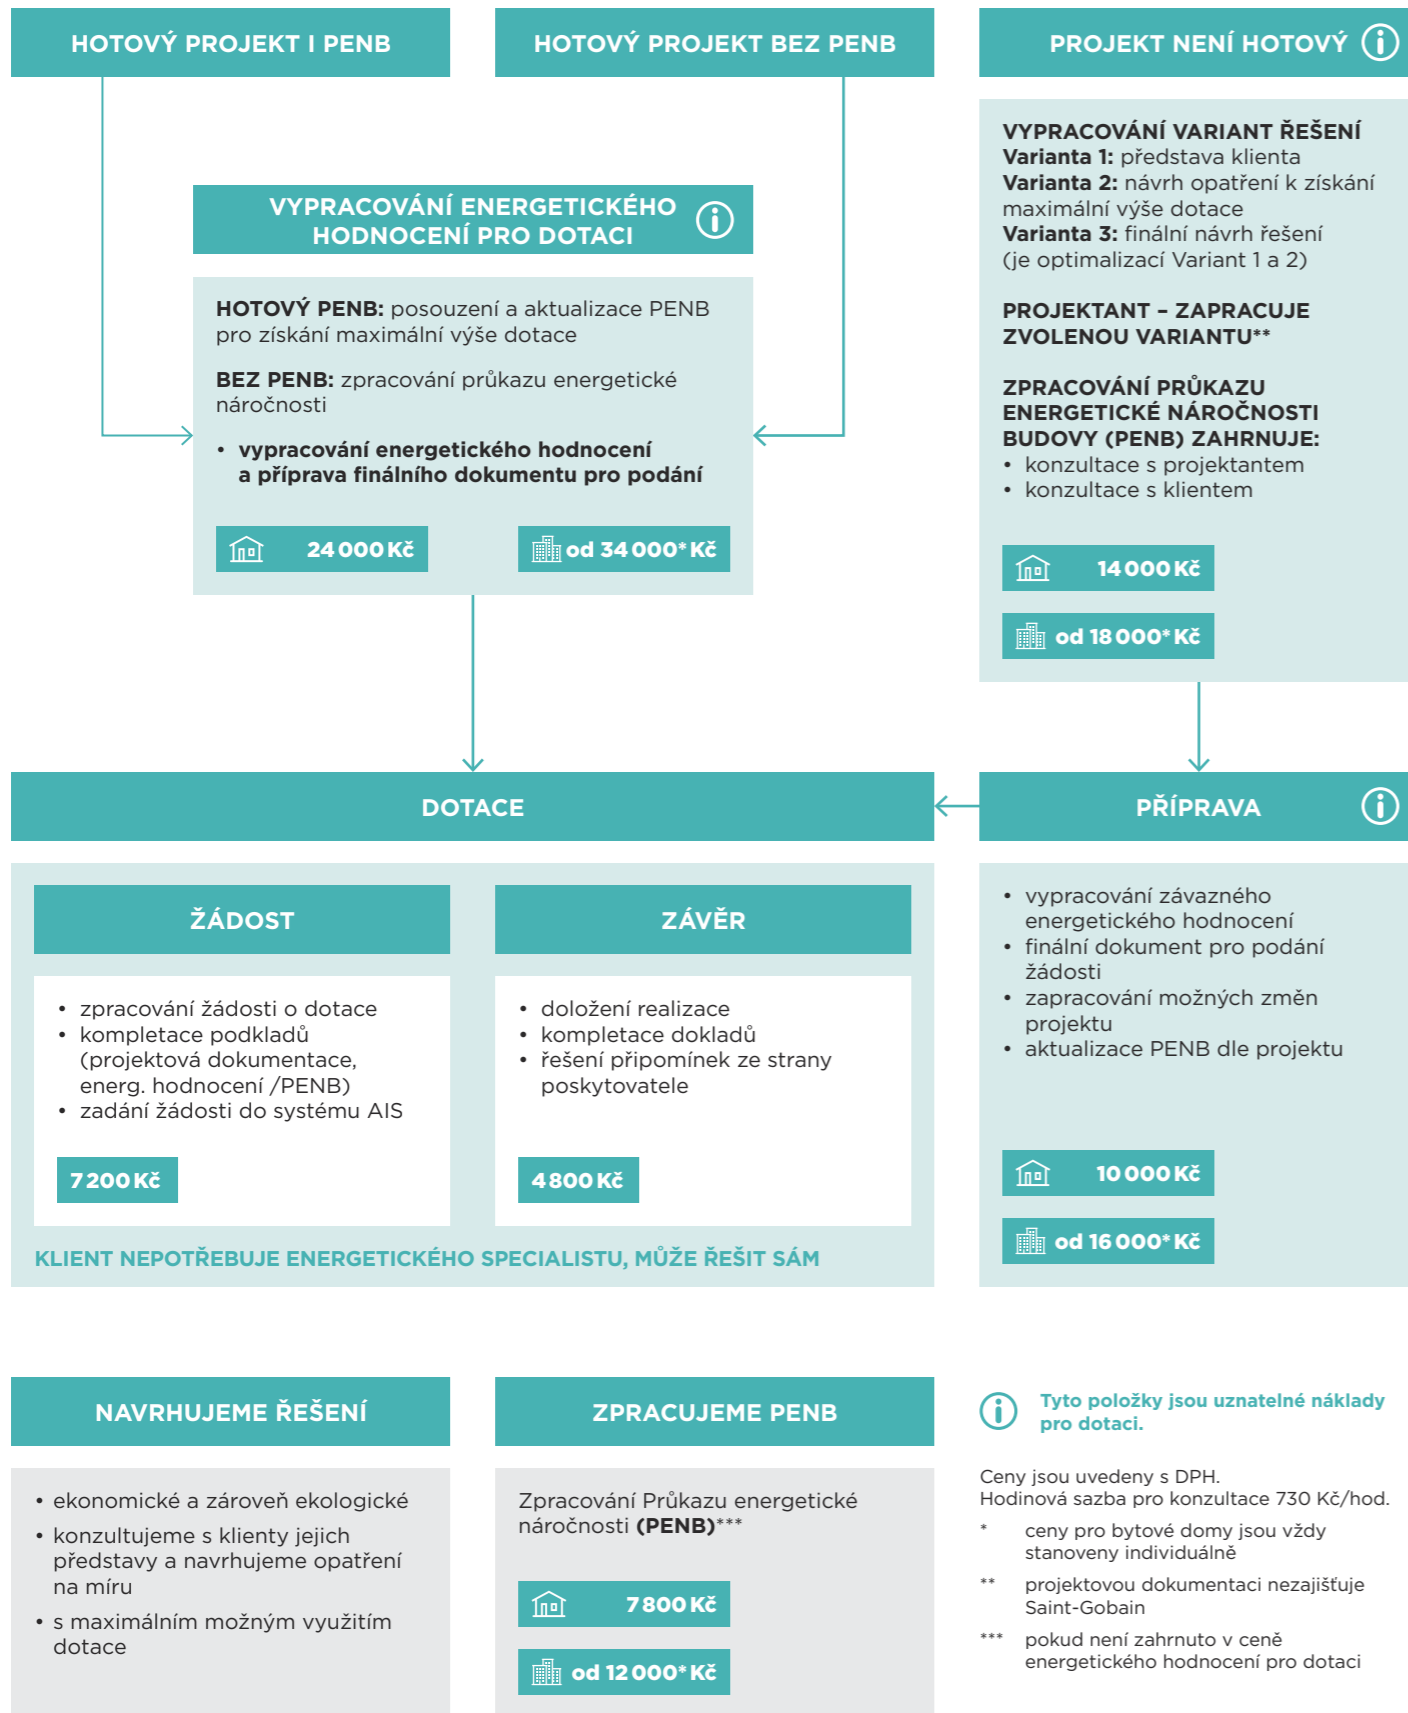 HOTOVÝ PROJEKT I PENB
HOTOVÝ PROJEKT BEZ PENB
PROJEKT NENÍ HOTOVÝ
VYPRACOVÁNÍ ENERGETICKÉHO
HODNOCENÍ PRO DOTACI
HOTOVÝ PENB: posouzení a aktualizace PENB
pro získání maximální výše dotace
BEZ PENB: zpracování průkazu energetické
náročnosti
• vypracování energetického hodnocení
a příprava finálního dokumentu pro podání
24 000 Kč
od 34 000* Kč
VYPRACOVÁNÍ VARIANT ŘEŠENÍ
Varianta 1: představa klienta
Varianta 2: návrh opatření k získání
maximální výše dotace
Varianta 3: finální návrh řešení
(je optimalizací Variant 1 a 2)
PROJEKTANT – ZAPRACUJE
ZVOLENOU VARIANTU**
ZPRACOVÁNÍ PRŮKAZU
ENERGETICKÉ NÁROČNOSTI
BUDOVY (PENB) ZAHRNUJE:
• konzultace s projektantem
• konzultace s klientem
14 000 Kč
od 18 000* Kč
DOTACE
PŘÍPRAVA
ŽÁDOST
• zpracování žádosti o dotace
• kompletace podkladů
(projektová dokumentace,
energ. hodnocení /PENB)
• zadání žádosti do systému AIS
7 200 Kč
ZÁVĚR
• doložení realizace
• kompletace dokladů
• řešení připomínek ze strany
poskytovatele
4 800 Kč
KLIENT NEPOTŘEBUJE ENERGETICKÉHO SPECIALISTU, MŮŽE ŘEŠIT SÁM
• vypracování závazného
energetického hodnocení
• finální dokument pro podání
žádosti
• zapracování možných změn
projektu
• aktualizace PENB dle projektu
10 000 Kč
od 16 000* Kč
NAVRHUJEME ŘEŠENÍ
• ekonomické a zároveň ekologické
• konzultujeme s klienty jejich
představy a navrhujeme opatření
na míru
• s maximálním možným využitím
dotace
ZPRACUJEME PENB
Zpracování Průkazu energetické
náročnosti (PENB)***
7 800 Kč
od 12 000* Kč
Tyto položky jsou uznatelné náklady
pro dotaci.
Ceny jsou uvedeny s DPH.
Hodinová sazba pro konzultace 730 Kč/hod.
* ceny pro bytové domy jsou vždy
stanoveny individuálně
** projektovou dokumentaci nezajišťuje
Saint-Gobain
*** pokud není zahrnuto v ceně
energetického hodnocení pro dotaci